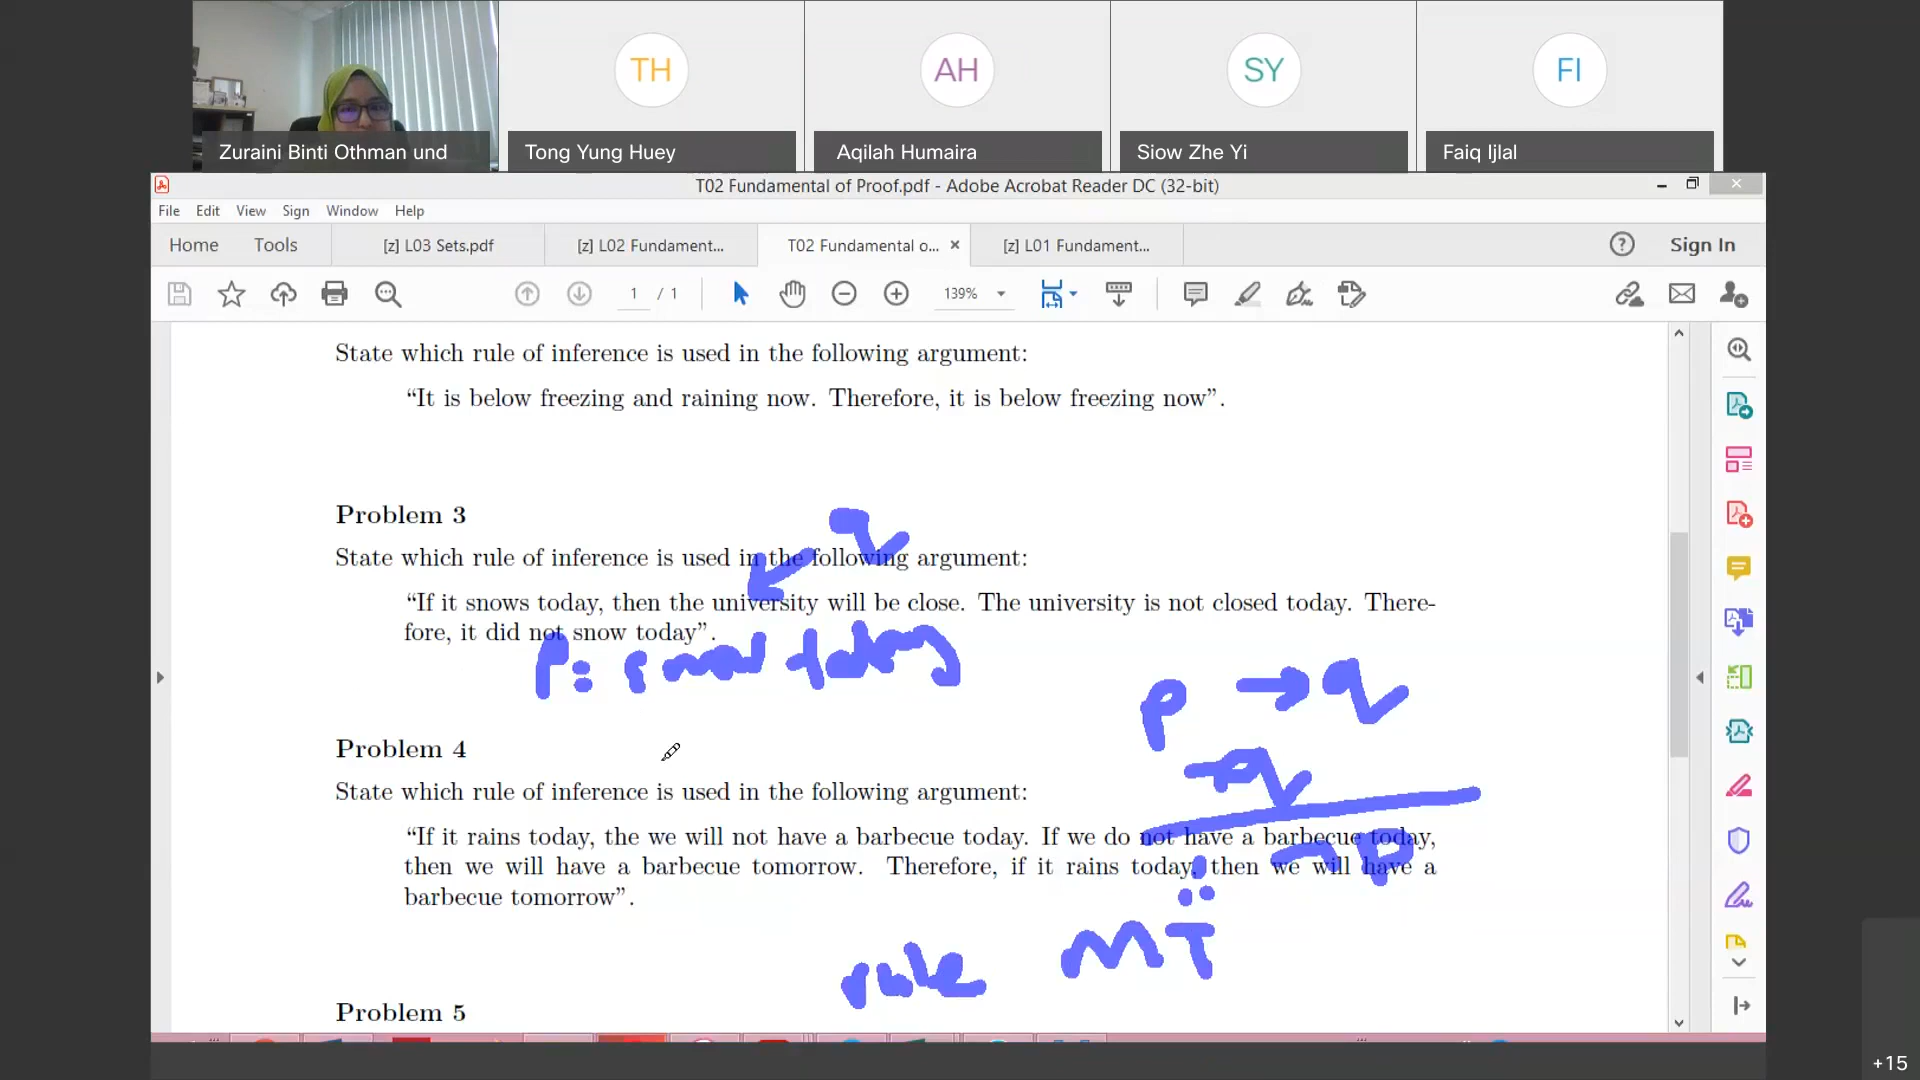 TH
AH
SY
FI
Zuraini Binti Othman und
Tong Yung Huey
Aqilah Humaira
Siow Zhe Yi
Faiq Ijlal
T02 Fundamental of Proof.pdf - Adobe Acrobat Reader DC (32-bit)
File Edit View Sign Window Help
Home Tools [z] L03 Sets.pdf [z] L02 Fundament... T02 Fundamental o... × [z] L01 Fundament... ? Sign In
1 / 1 139%
State which rule of inference is used in the following argument:
“It is below freezing and raining now. Therefore, it is below freezing now”.
Problem 3
q
State which rule of inference is used in the following argument:
“If it snows today, then the university will be close. The university is not closed today. There-
fore, it did not snow today”.
p: snow today
p → q
¬q
∴ ¬p
Problem 4
State which rule of inference is used in the following argument:
“If it rains today, the we will not have a barbecue today. If we do not have a barbecue today,
then we will have a barbecue tomorrow. Therefore, if it rains today, then we will have a
barbecue tomorrow”.
rule MT
Problem 5
+15